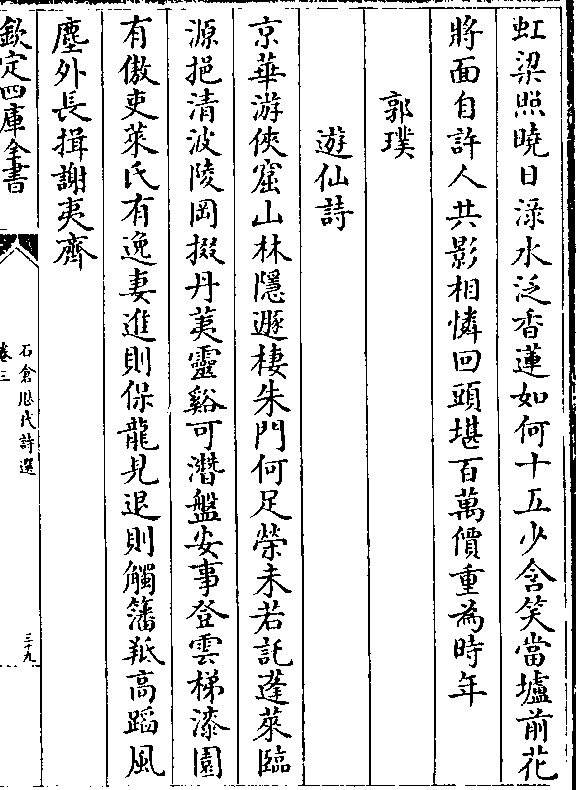 虹梁照曉日渌水泛香蓮如何十五少含笑當壚前花
將面自許人共影相憐回頭堪百萬價重為時年
郭璞
遊仙詩
京華游俠窟山林隱遯棲朱門何足榮未若託蓬萊臨
源挹清波陵岡掇丹荑靈谿可潛盤安事登雲梯漆園
有傲吏萊氏有逸妻進則保龍見退則觸藩羝高蹈風
塵外長揖謝夷齊
欽定四庫全書
石倉歷代詩選
卷三
三十九